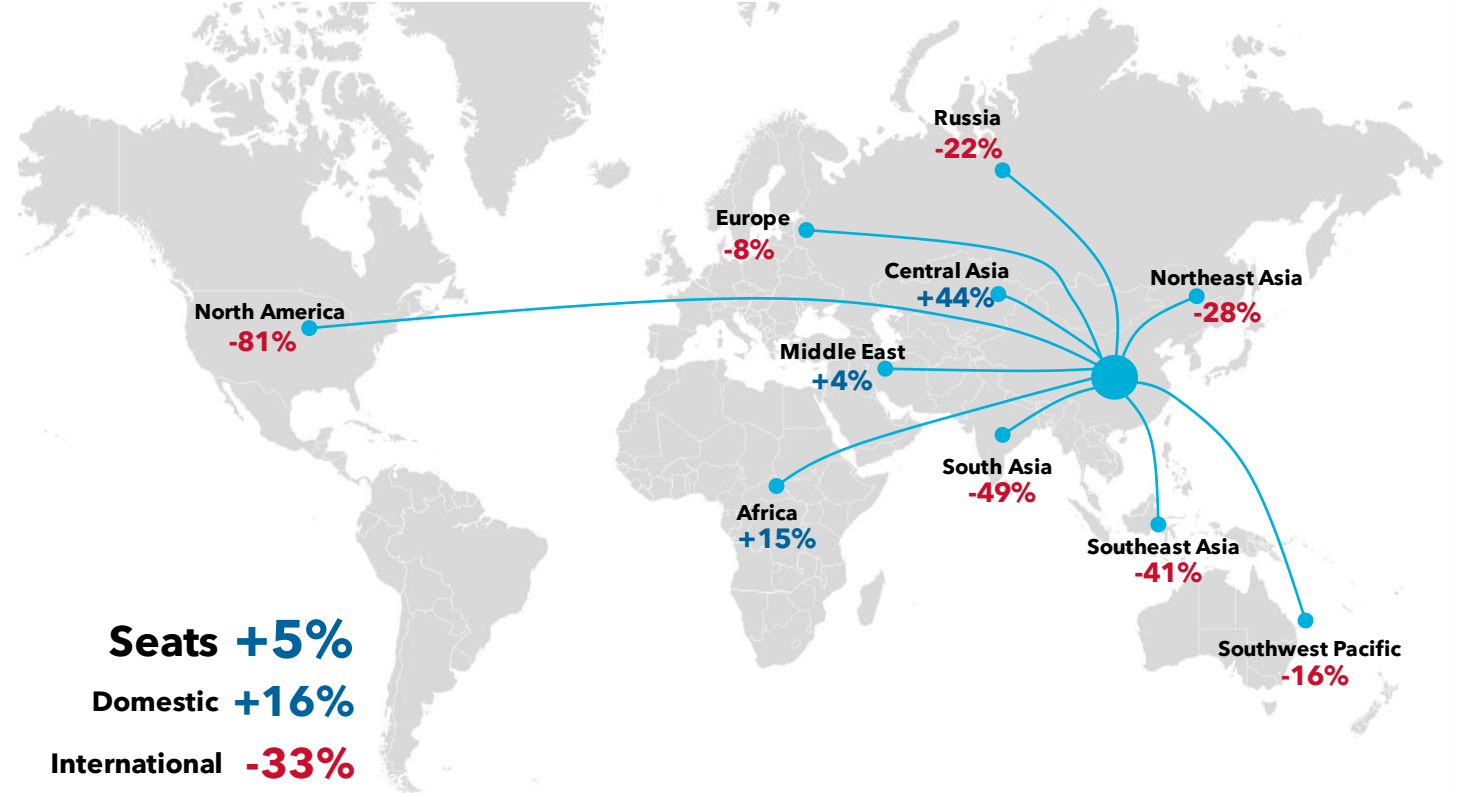 Russia
-22%
Europe
-8%
Central Asia
+44%
Northeast Asia
-28%
North America
-81%
Middle East
+4%
South Asia
-49%
Africa
+15%
Southeast Asia
-41%
Southwest Pacific
-16%
Seats +5%
Domestic +16%
International -33%